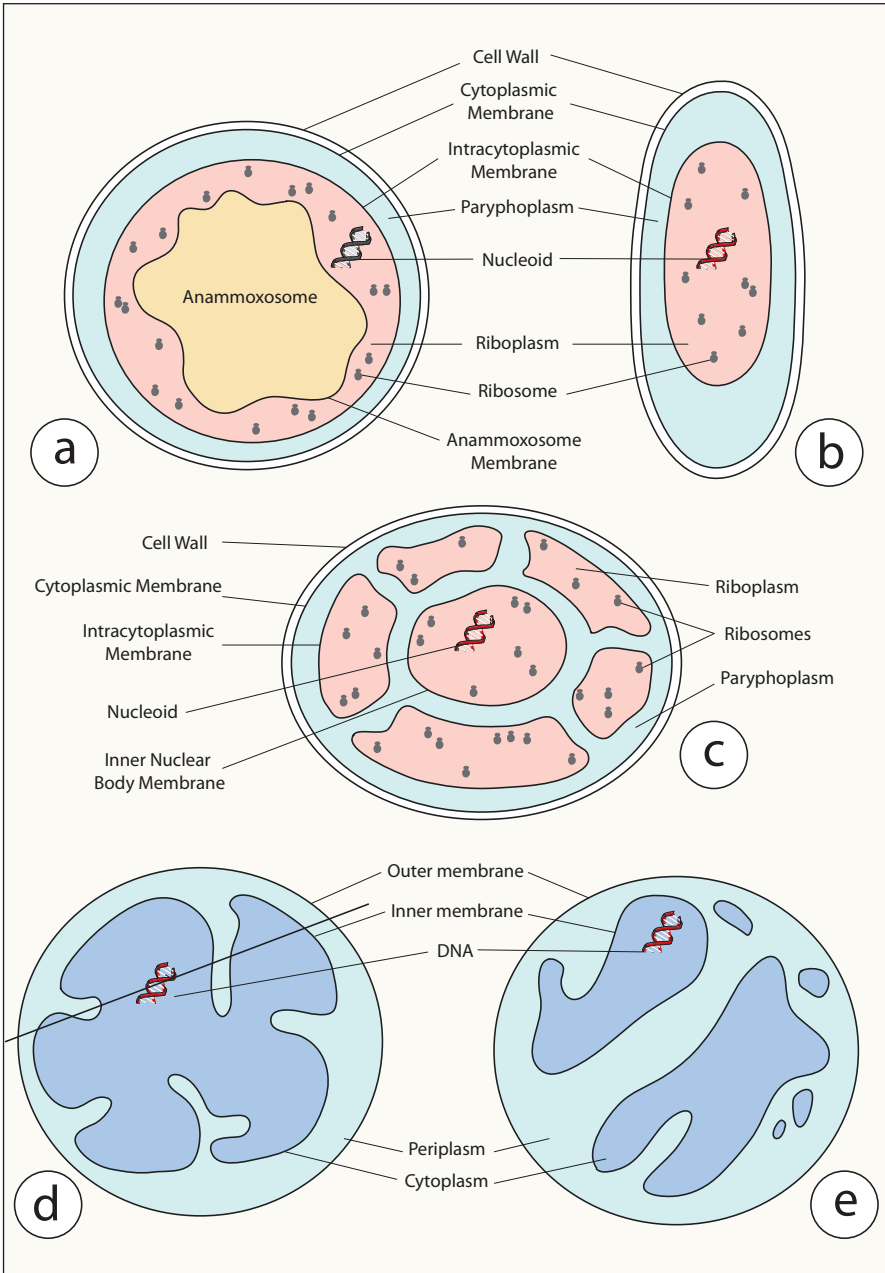 Cell Wall
Cytoplasmic
Membrane
Intracytoplasmic
Membrane
Paryphoplasm
Nucleoid
Anammoxosome
Riboplasm
Ribosome
Anammoxosome
Membrane
a
b
Cell Wall
Cytoplasmic Membrane
Intracytoplasmic
Membrane
Nucleoid
Inner Nuclear
Body Membrane
Riboplasm
Ribosomes
Paryphoplasm
c
Outer membrane
Inner membrane
DNA
Periplasm
Cytoplasm
d
e